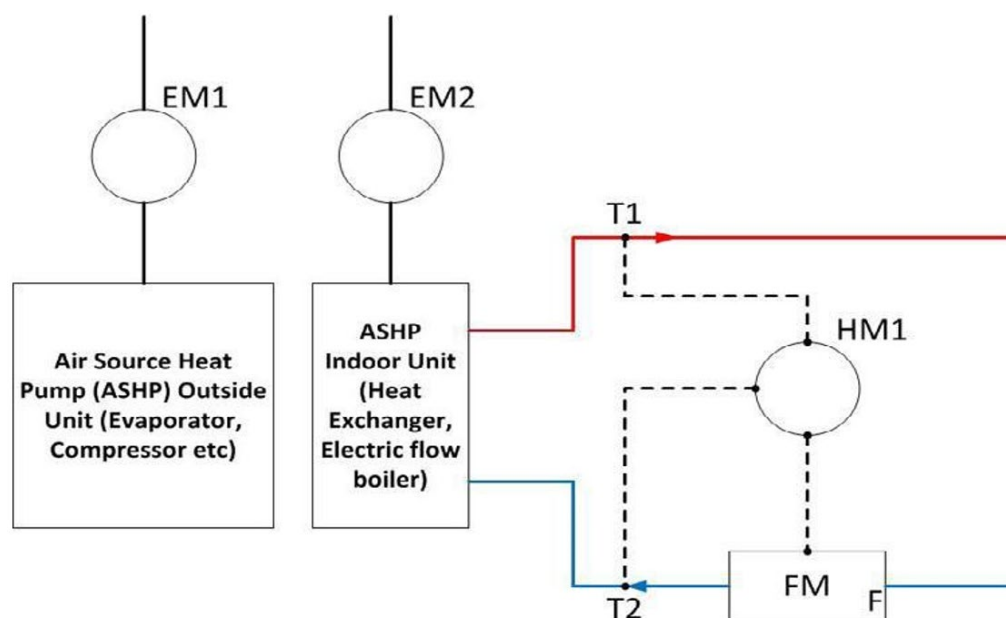 EM1
EM2
T1
Air Source Heat
Pump (ASHP) Outside
Unit (Evaporator,
Compressor etc)
ASHP
Indoor Unit
(Heat
Exchanger,
Electric flow
boiler)
HM1
FM
F
T2